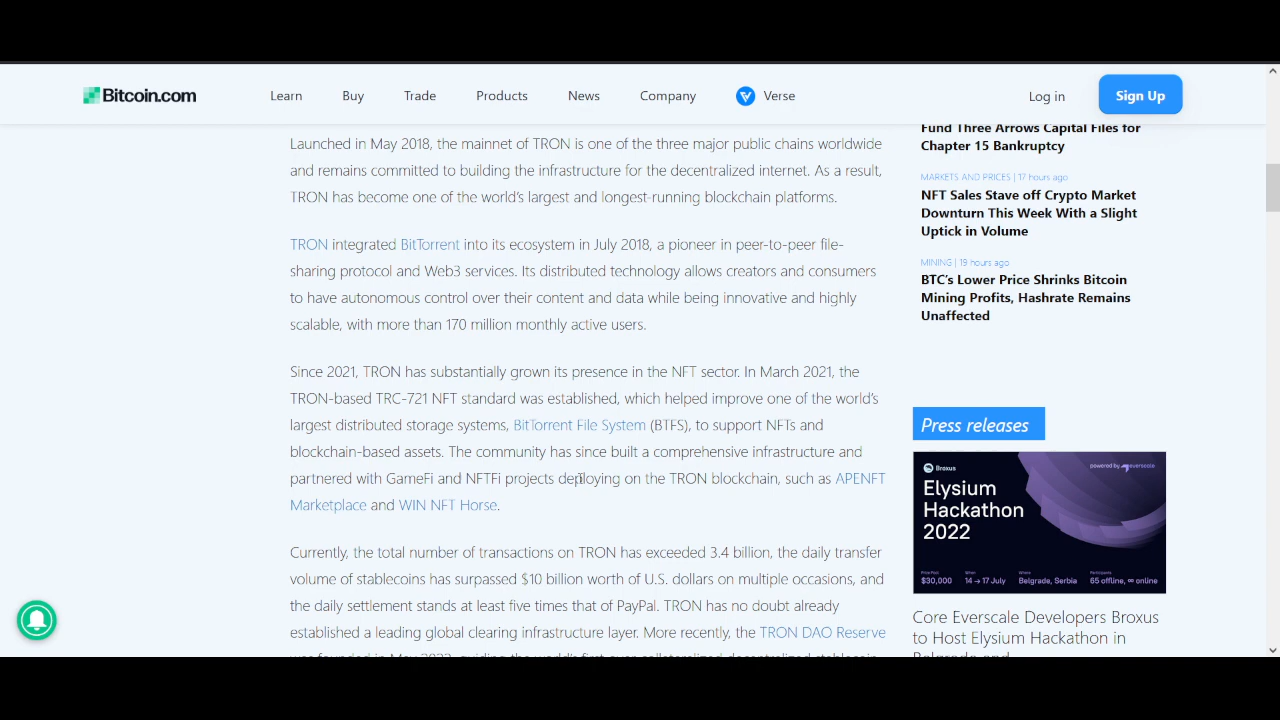 Bitcoin.com
Learn
Buy
Trade
Products
News
Company
Verse
Log in
Sign Up
Launched in May 2018, the mainnet of TRON is one of the three major public chains worldwide
and remains committed to building the infrastructure for the decentralized internet. As a result,
TRON has become one of the world's largest and longest-running blockchain platforms.
TRON integrated BitTorrent into its ecosystem in July 2018, a pioneer in peer-to-peer file-
sharing protocol and Web3 services. Its distributed technology allows creators and consumers
to have autonomous control over their content and data while being innovative and highly
scalable, with more than 170 million monthly active users.
Since 2021, TRON has substantially grown its presence in the NFT sector. In March 2021, the
TRON-based TRC-721 NFT standard was established, which helped improve one of the world's
largest distributed storage systems, BitTorrent File System (BTFS), to support NFTs and
blockchain-based assets. The community has since built a comprehensive infrastructure and
partnered with GameFi and NFTFi projects deploying on the TRON blockchain, such as APENFT
Marketplace and WIN NFT Horse.
Currently, the total number of transactions on TRON has exceeded 3.4 billion, the daily transfer
volume of stablecoins has surpassed $10 billion worth of U.S. dollars on multiple occasions, and
the daily settlement stands at least five times that of PayPal. TRON has no doubt already
established a leading global clearing infrastructure layer. More recently, the TRON DAO Reserve
Fund Three Arrows Capital Files for
Chapter 15 Bankruptcy
MARKETS AND PRICES | 17 hours ago
NFT Sales Stave off Crypto Market
Downturn This Week With a Slight
Uptick in Volume
MINING | 19 hours ago
BTC's Lower Price Shrinks Bitcoin
Mining Profits, Hashrate Remains
Unaffected
Press releases
Broxus
powered by everscale
Elysium
Hackathon
2022
$30,000
14 → 17 July
Belgrade, Serbia
65 offline, ∞ online
Core Everscale Developers Broxus
to Host Elysium Hackathon in